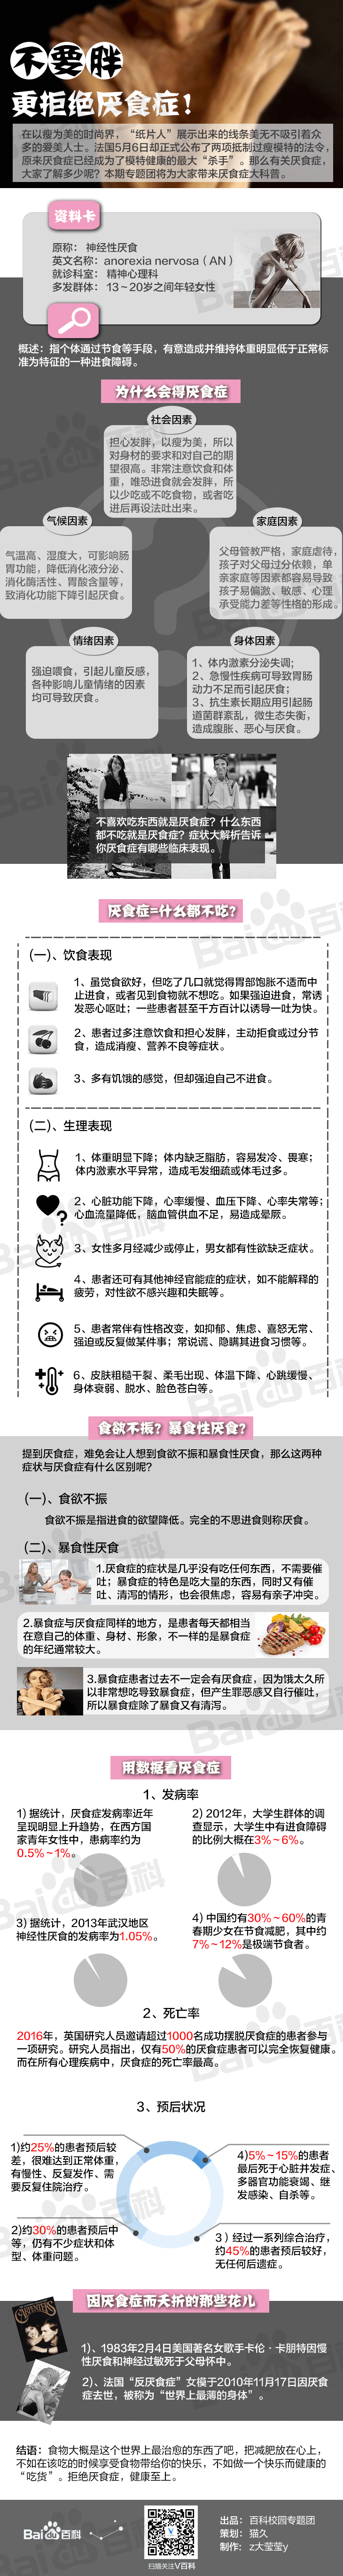 不要胖
更拒绝厌食症！
在以瘦为美的时尚界，“纸片人”展示出来的线条美无不吸引着众
多的爱美人士。法国5月6日却正式公布了两项抵制过瘦模特的法令，
原来厌食症已经成为了模特健康的最大“杀手”。那么有关厌食症，
大家了解多少呢？本期专题团将为大家带来厌食症大科普。
资料卡
原称： 神经性厌食
英文名称：anorexia nervosa（AN）
就诊科室： 精神心理科
多发群体： 13～20岁之间年轻女性
概述：指个体通过节食等手段，有意造成并维持体重明显低于正常标
准为特征的一种进食障碍。
为什么会得厌食症
社会因素
担心发胖，以瘦为美，所以
对身材的要求和对自己的期
望很高。非常注意饮食和体
重，唯恐进食就会发胖，所
以少吃或不吃食物，或者吃
进后再设法吐出来。
气候因素
气温高、湿度大，可影响肠
胃功能，降低消化液分泌、
消化酶活性、胃酸含量等，
致消化功能下降引起厌食。
家庭因素
父母管教严格，家庭虐待，
孩子对父母过分依赖，单
亲家庭等因素都容易导致
孩子易偏激、敏感、心理
承受能力差等性格的形成。
情绪因素
强迫喂食，引起儿童反感，
各种影响儿童情绪的因素
均可导致厌食。
身体因素
1、体内激素分泌失调；
2、急慢性疾病可导致胃肠
动力不足而引起厌食；
3、抗生素长期应用引起肠
道菌群紊乱，微生态失衡，
造成腹胀、恶心与厌食。
不喜欢吃东西就是厌食症？什么东西
都不吃就是厌食症？症状大解析告诉
你厌食症有哪些临床表现。
厌食症=什么都不吃？
（一）、饮食表现
1、虽觉食欲好，但吃了几口就觉得胃部饱胀不适而中
止进食，或者见到食物就不想吃。如果强迫进食，常诱
发恶心呕吐；一些患者甚至千方百计以诱导一吐为快。
2、患者过多注意饮食和担心发胖，主动拒食或过分节
食，造成消瘦、营养不良等症状。
3、多有饥饿的感觉，但却强迫自己不进食。
（二）、生理表现
1、体重明显下降；体内缺乏脂肪，容易发冷、畏寒；
体内激素水平异常，造成毛发细疏或体毛过多。
2、心脏功能下降，心率缓慢、血压下降、心率失常等；
心血流量降低，脑血管供血不足，易造成晕厥。
3、女性多月经减少或停止，男女都有性欲缺乏症状。
4、患者还可有其他神经官能症的症状，如不能解释的
疲劳，对性欲不感兴趣和失眠等。
5、患者常伴有性格改变，如抑郁、焦虑、喜怒无常、
强迫或反复做某件事；常说谎、隐瞒其进食习惯等。
6、皮肤粗糙干裂、柔毛出现、体温下降、心跳缓慢、
身体衰弱、脱水、脸色苍白等。
食欲不振？暴食性厌食？
提到厌食症，难免会让人想到食欲不振和暴食性厌食，那么这两种
症状与厌食症有什么区别呢？
（一）、食欲不振
食欲不振是指进食的欲望降低。完全的不思进食则称厌食。
（二）、暴食性厌食
1.厌食症的症状是几乎没有吃任何东西，不需要催
吐；暴食症的特色是吃大量的东西，同时又有催
吐、清泻的情形，也会很焦虑，容易有亲子冲突。
2.暴食症与厌食症同样的地方，是患者每天都相当
在意自己的体重、身材、形象，不一样的是暴食症
的年纪通常较大。
3.暴食症患者过去不一定会有厌食症，因为饿太久所
以非常想吃导致暴食症，但产生罪恶感又自行催吐，
所以暴食症除了暴食又有清泻。
用数据看厌食症
1、发病率
1）据统计，厌食症发病率近年
呈现明显上升趋势，在西方国
家青年女性中，患病率约为
0.5%~1%。
2）2012年，大学生群体的调
查显示，大学生中有进食障碍
的比例大概在3%~6%。
3）据统计，2013年武汉地区
神经性厌食的发病率为1.05%。
4）中国约有30%~60%的青
春期少女在节食减肥，其中约
7%~12%是极端节食者。
2、死亡率
2016年，英国研究人员邀请超过1000名成功摆脱厌食症的患者参与
一项研究。研究人员指出，仅有50%的厌食症患者可以完全恢复健康。
而在所有心理疾病中，厌食症的死亡率最高。
3、预后状况
1)约25%的患者预后较
差，很难达到正常体重，
有慢性、反复发作、需
要反复住院治疗。
4)5%~15%的患者
最后死于心脏并发症、
多器官功能衰竭、继
发感染、自杀等。
2)约30%的患者预后中
等，仍有不少症状和体
型、体重问题。
3）经过一系列综合治疗，
约45%的患者预后较好，
无任何后遗症。
因厌食症而夭折的那些花儿
CARPENTERS
1）、1983年2月4日美国著名女歌手卡伦·卡朋特因慢
性厌食和神经过敏死于父母怀中。
2）、法国“反厌食症”女模于2010年11月17日因厌食
症去世，被称为“世界上最薄的身体”。
结语：食物大概是这个世界上最治愈的东西了吧，把减肥放在心上，
不如在该吃的时候享受食物带给你的快乐，不如做一个快乐而健康的
“吃货”。拒绝厌食症，健康至上。
Bai百科
扫描关注V百科
出品：百科校园专题团
策划：猫久
制作：z大莹莹y